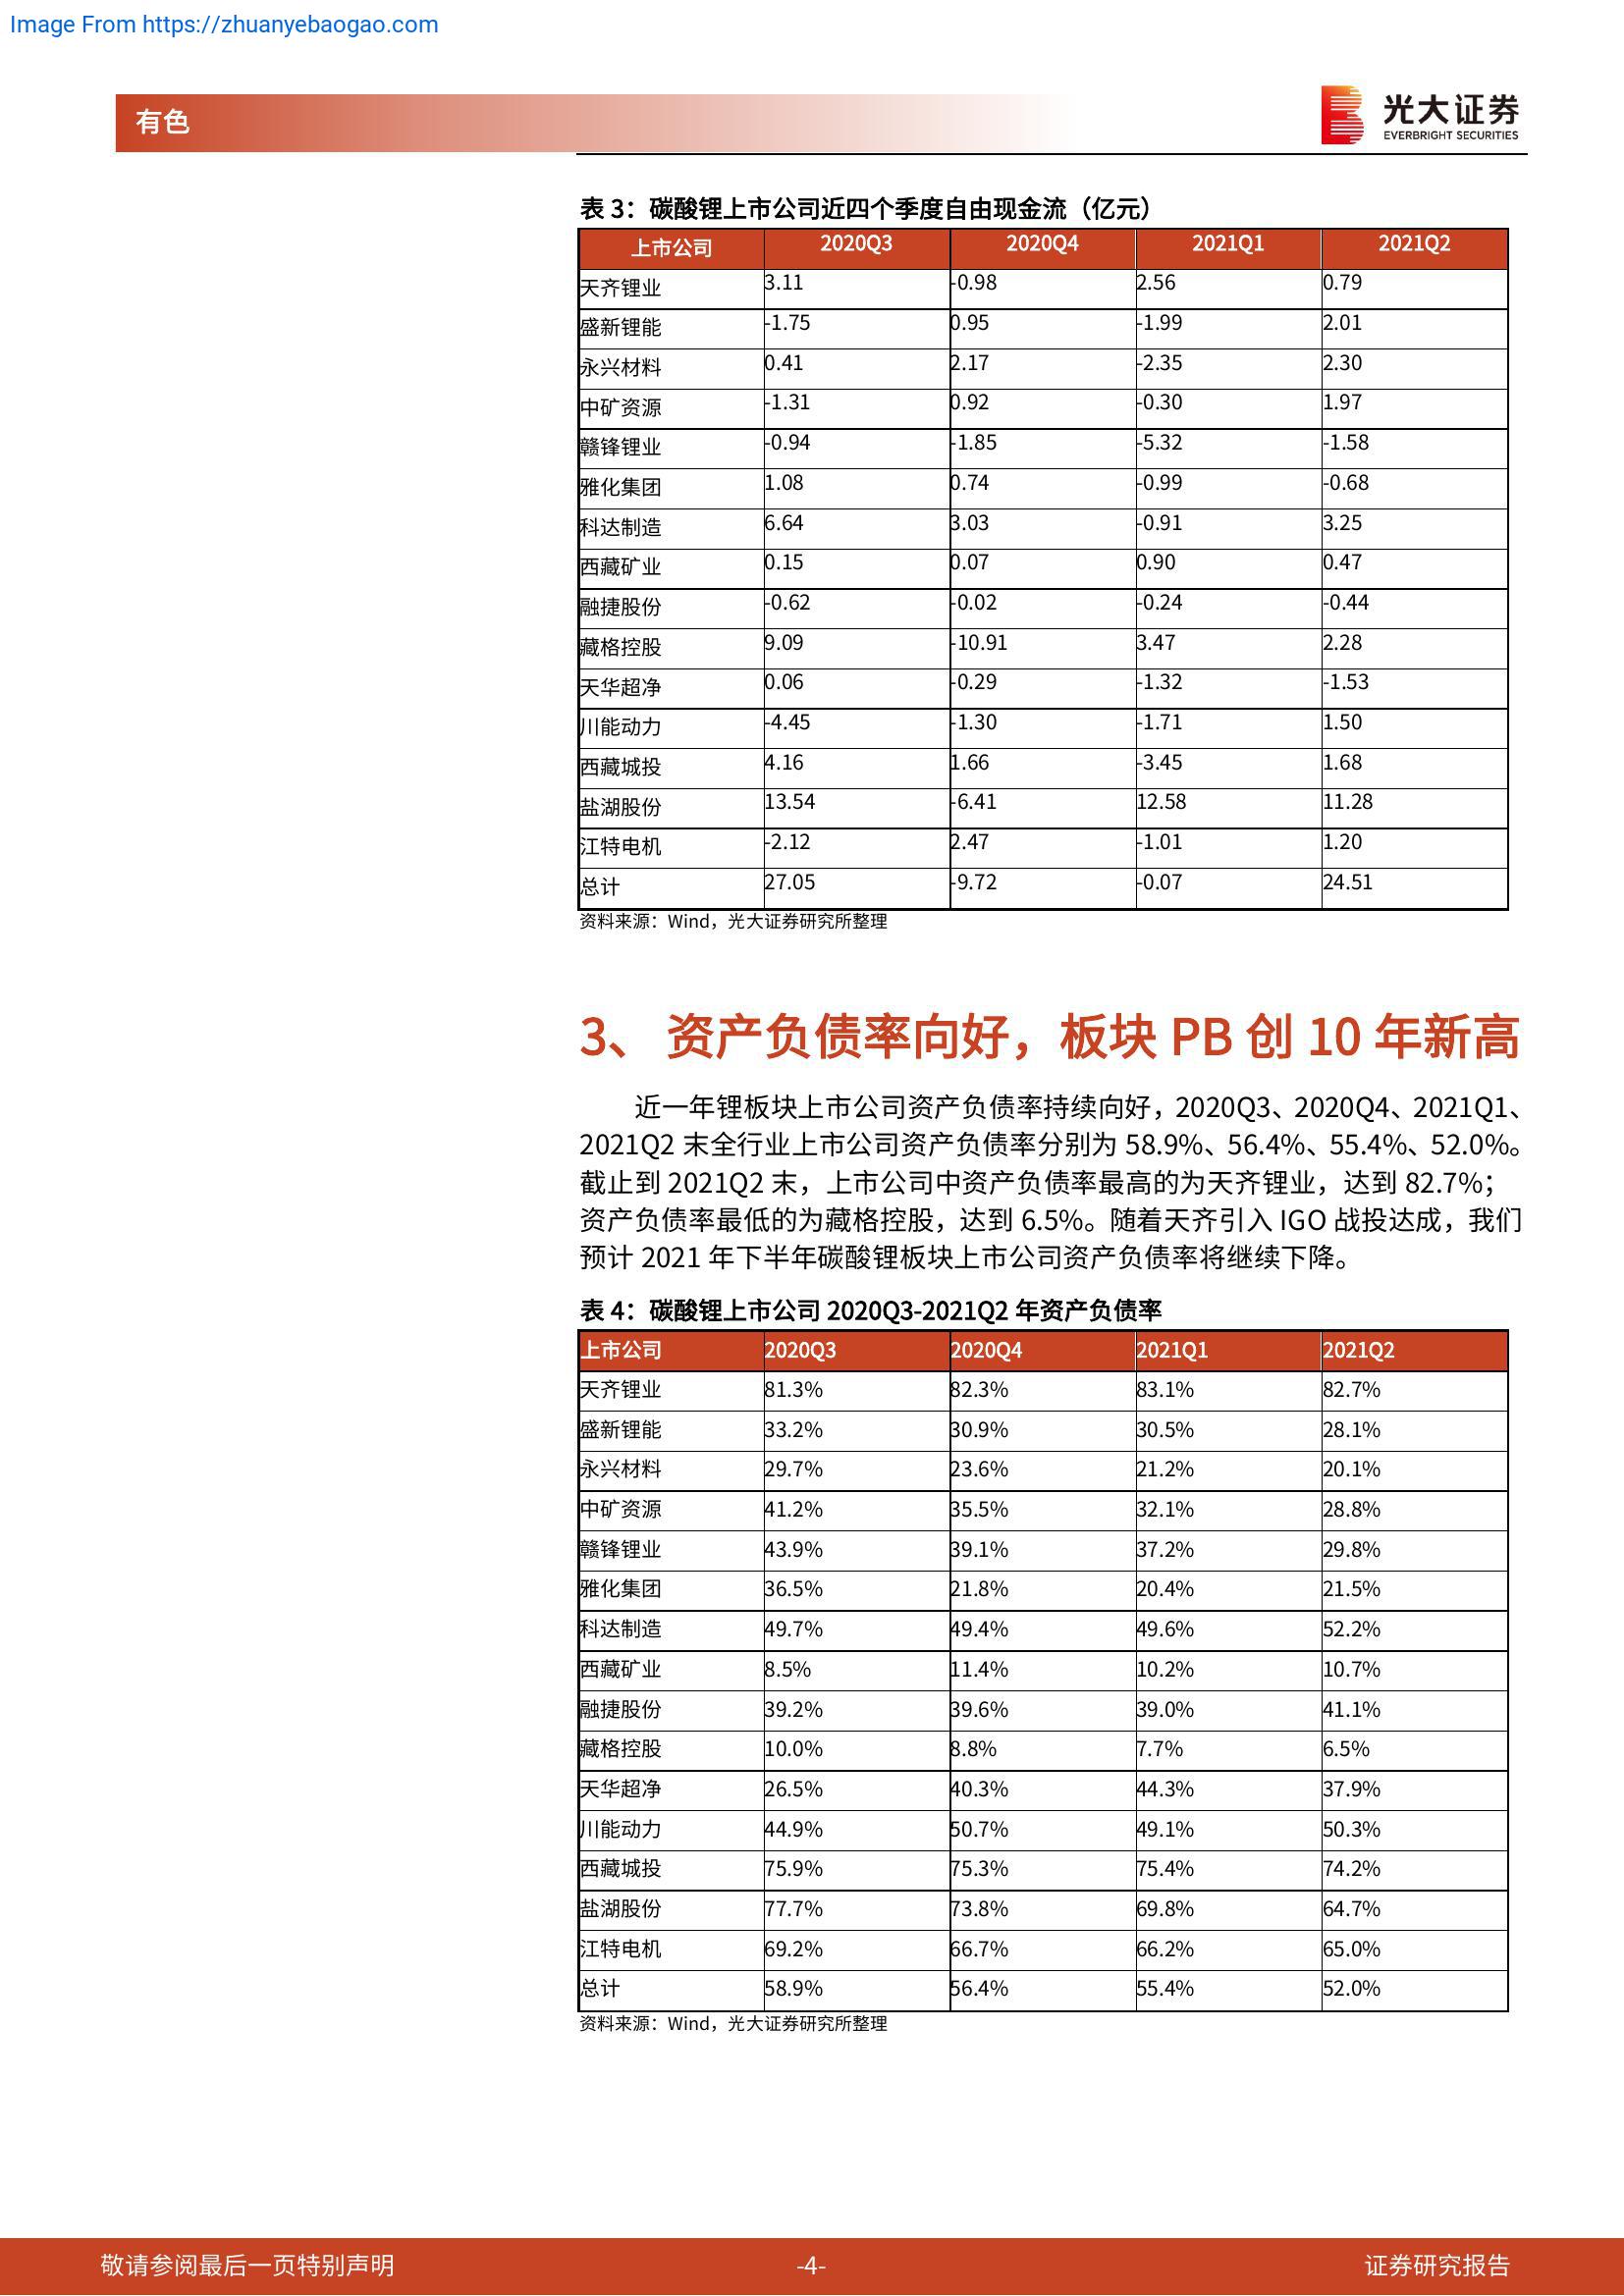 Image From https://zhuanyebaogao.com
有色
光大证券
EVERBRIGHT SECURITIES
表 3：碳酸锂上市公司近四个季度自由现金流（亿元）
上市公司 2020Q3 2020Q4 2021Q1 2021Q2
天齐锂业 3.11 -0.98 2.56 0.79
盛新锂能 -1.75 0.95 -1.99 2.01
永兴材料 0.41 2.17 -2.35 2.30
中矿资源 -1.31 0.92 -0.30 1.97
赣锋锂业 -0.94 -1.85 -5.32 -1.58
雅化集团 1.08 0.74 -0.99 -0.68
科达制造 6.64 3.03 -0.91 3.25
西藏矿业 0.15 0.07 0.90 0.47
融捷股份 -0.62 -0.02 -0.24 -0.44
藏格控股 9.09 -10.91 3.47 2.28
天华超净 0.06 -0.29 -1.32 -1.53
川能动力 -4.45 -1.30 -1.71 1.50
西藏城投 4.16 1.66 -3.45 1.68
盐湖股份 13.54 -6.41 12.58 11.28
江特电机 -2.12 2.47 -1.01 1.20
总计 27.05 -9.72 -0.07 24.51
资料来源：Wind，光大证券研究所整理
3、 资产负债率向好，板块 PB 创 10 年新高
近一年锂板块上市公司资产负债率持续向好，2020Q3、2020Q4、2021Q1、
2021Q2 末全行业上市公司资产负债率分别为 58.9%、56.4%、55.4%、52.0%。
截止到 2021Q2 末，上市公司中资产负债率最高的为天齐锂业，达到 82.7%；
资产负债率最低的为藏格控股，达到 6.5%。随着天齐引入 IGO 战投达成，我们
预计 2021 年下半年碳酸锂板块上市公司资产负债率将继续下降。
表 4：碳酸锂上市公司 2020Q3-2021Q2 年资产负债率
上市公司 2020Q3 2020Q4 2021Q1 2021Q2
天齐锂业 81.3% 82.3% 83.1% 82.7%
盛新锂能 33.2% 30.9% 30.5% 28.1%
永兴材料 29.7% 23.6% 21.2% 20.1%
中矿资源 41.2% 35.5% 32.1% 28.8%
赣锋锂业 43.9% 39.1% 37.2% 29.8%
雅化集团 36.5% 21.8% 20.4% 21.5%
科达制造 49.7% 49.4% 49.6% 52.2%
西藏矿业 8.5% 11.4% 10.2% 10.7%
融捷股份 39.2% 39.6% 39.0% 41.1%
藏格控股 10.0% 8.8% 7.7% 6.5%
天华超净 26.5% 40.3% 44.3% 37.9%
川能动力 44.9% 50.7% 49.1% 50.3%
西藏城投 75.9% 75.3% 75.4% 74.2%
盐湖股份 77.7% 73.8% 69.8% 64.7%
江特电机 69.2% 66.7% 66.2% 65.0%
总计 58.9% 56.4% 55.4% 52.0%
资料来源：Wind，光大证券研究所整理
敬请参阅最后一页特别声明 -4- 证券研究报告